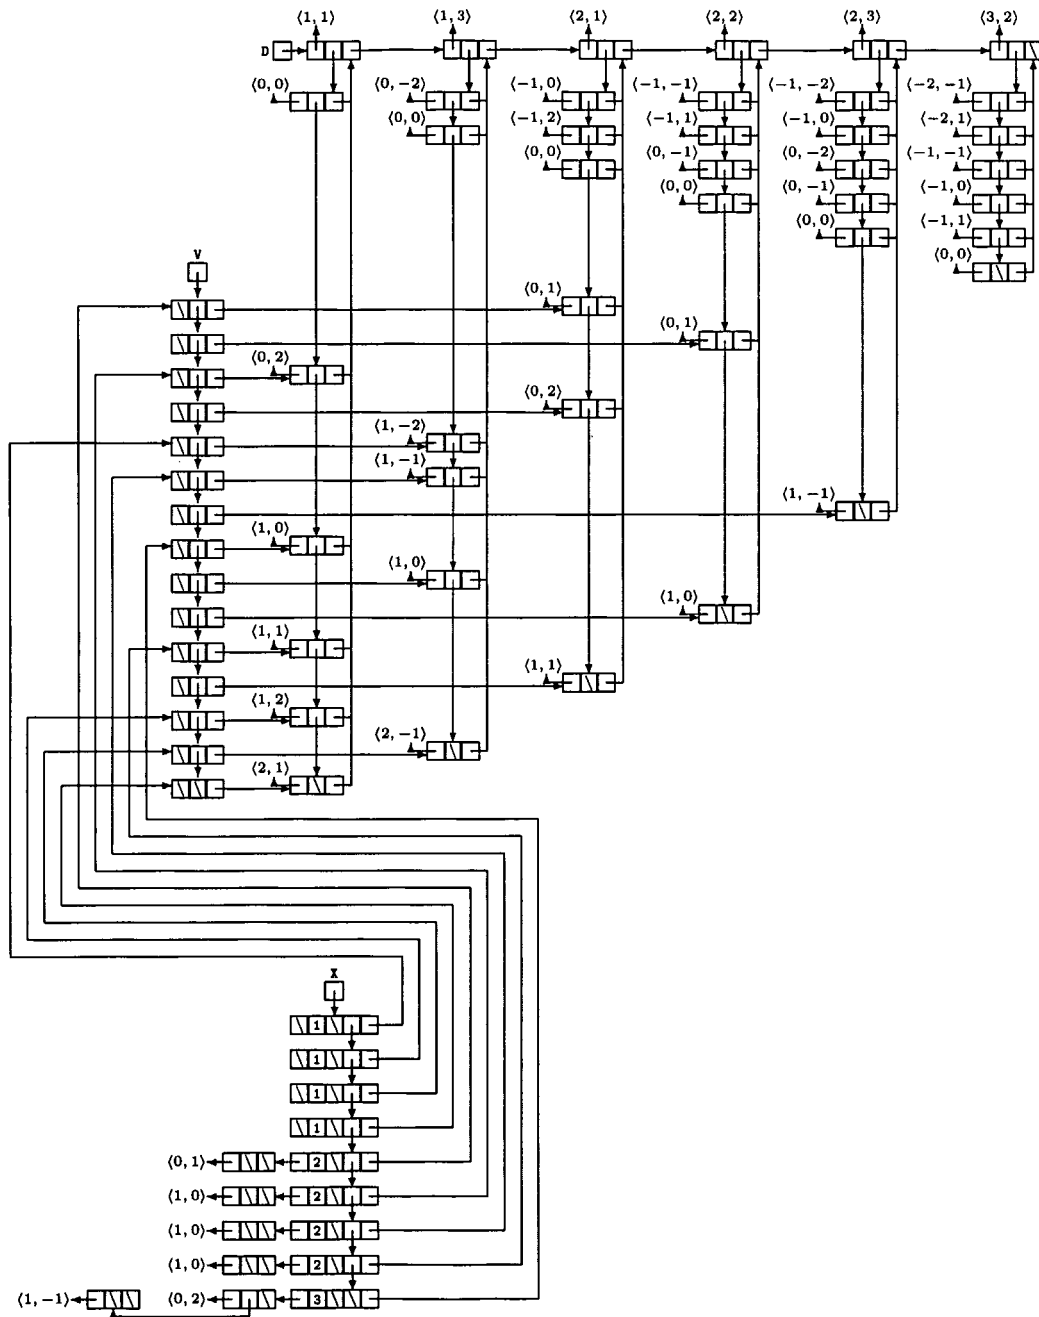 ⟨1, 1⟩ ⟨1, 3⟩ ⟨2, 1⟩ ⟨2, 2⟩ ⟨2, 3⟩ ⟨3, 2⟩
D
⟨0, 0⟩ ⟨0, −2⟩ ⟨−1, 0⟩ ⟨−1, −1⟩ ⟨−1, −2⟩ ⟨−2, −1⟩
⟨0, 0⟩ ⟨−1, 2⟩ ⟨−1, 1⟩ ⟨−1, 0⟩ ⟨−2, 1⟩
⟨0, 0⟩ ⟨0, −1⟩ ⟨0, −2⟩ ⟨−1, −1⟩
⟨0, 0⟩ ⟨0, −1⟩ ⟨−1, 0⟩
⟨0, 0⟩ ⟨−1, 1⟩
V ⟨0, 0⟩
⟨0, 1⟩
⟨0, 1⟩
⟨0, 2⟩
⟨0, 2⟩
⟨1, −2⟩
⟨1, −1⟩
⟨1, −1⟩
⟨1, 0⟩
⟨1, 0⟩
⟨1, 0⟩
⟨1, 1⟩
⟨1, 1⟩
⟨1, 2⟩
⟨2, −1⟩
⟨2, 1⟩
X
1
1
1
1
⟨0, 1⟩ 2
⟨1, 0⟩ 2
⟨1, 0⟩ 2
⟨1, 0⟩ 2
⟨1, −1⟩ ⟨0, 2⟩ 3